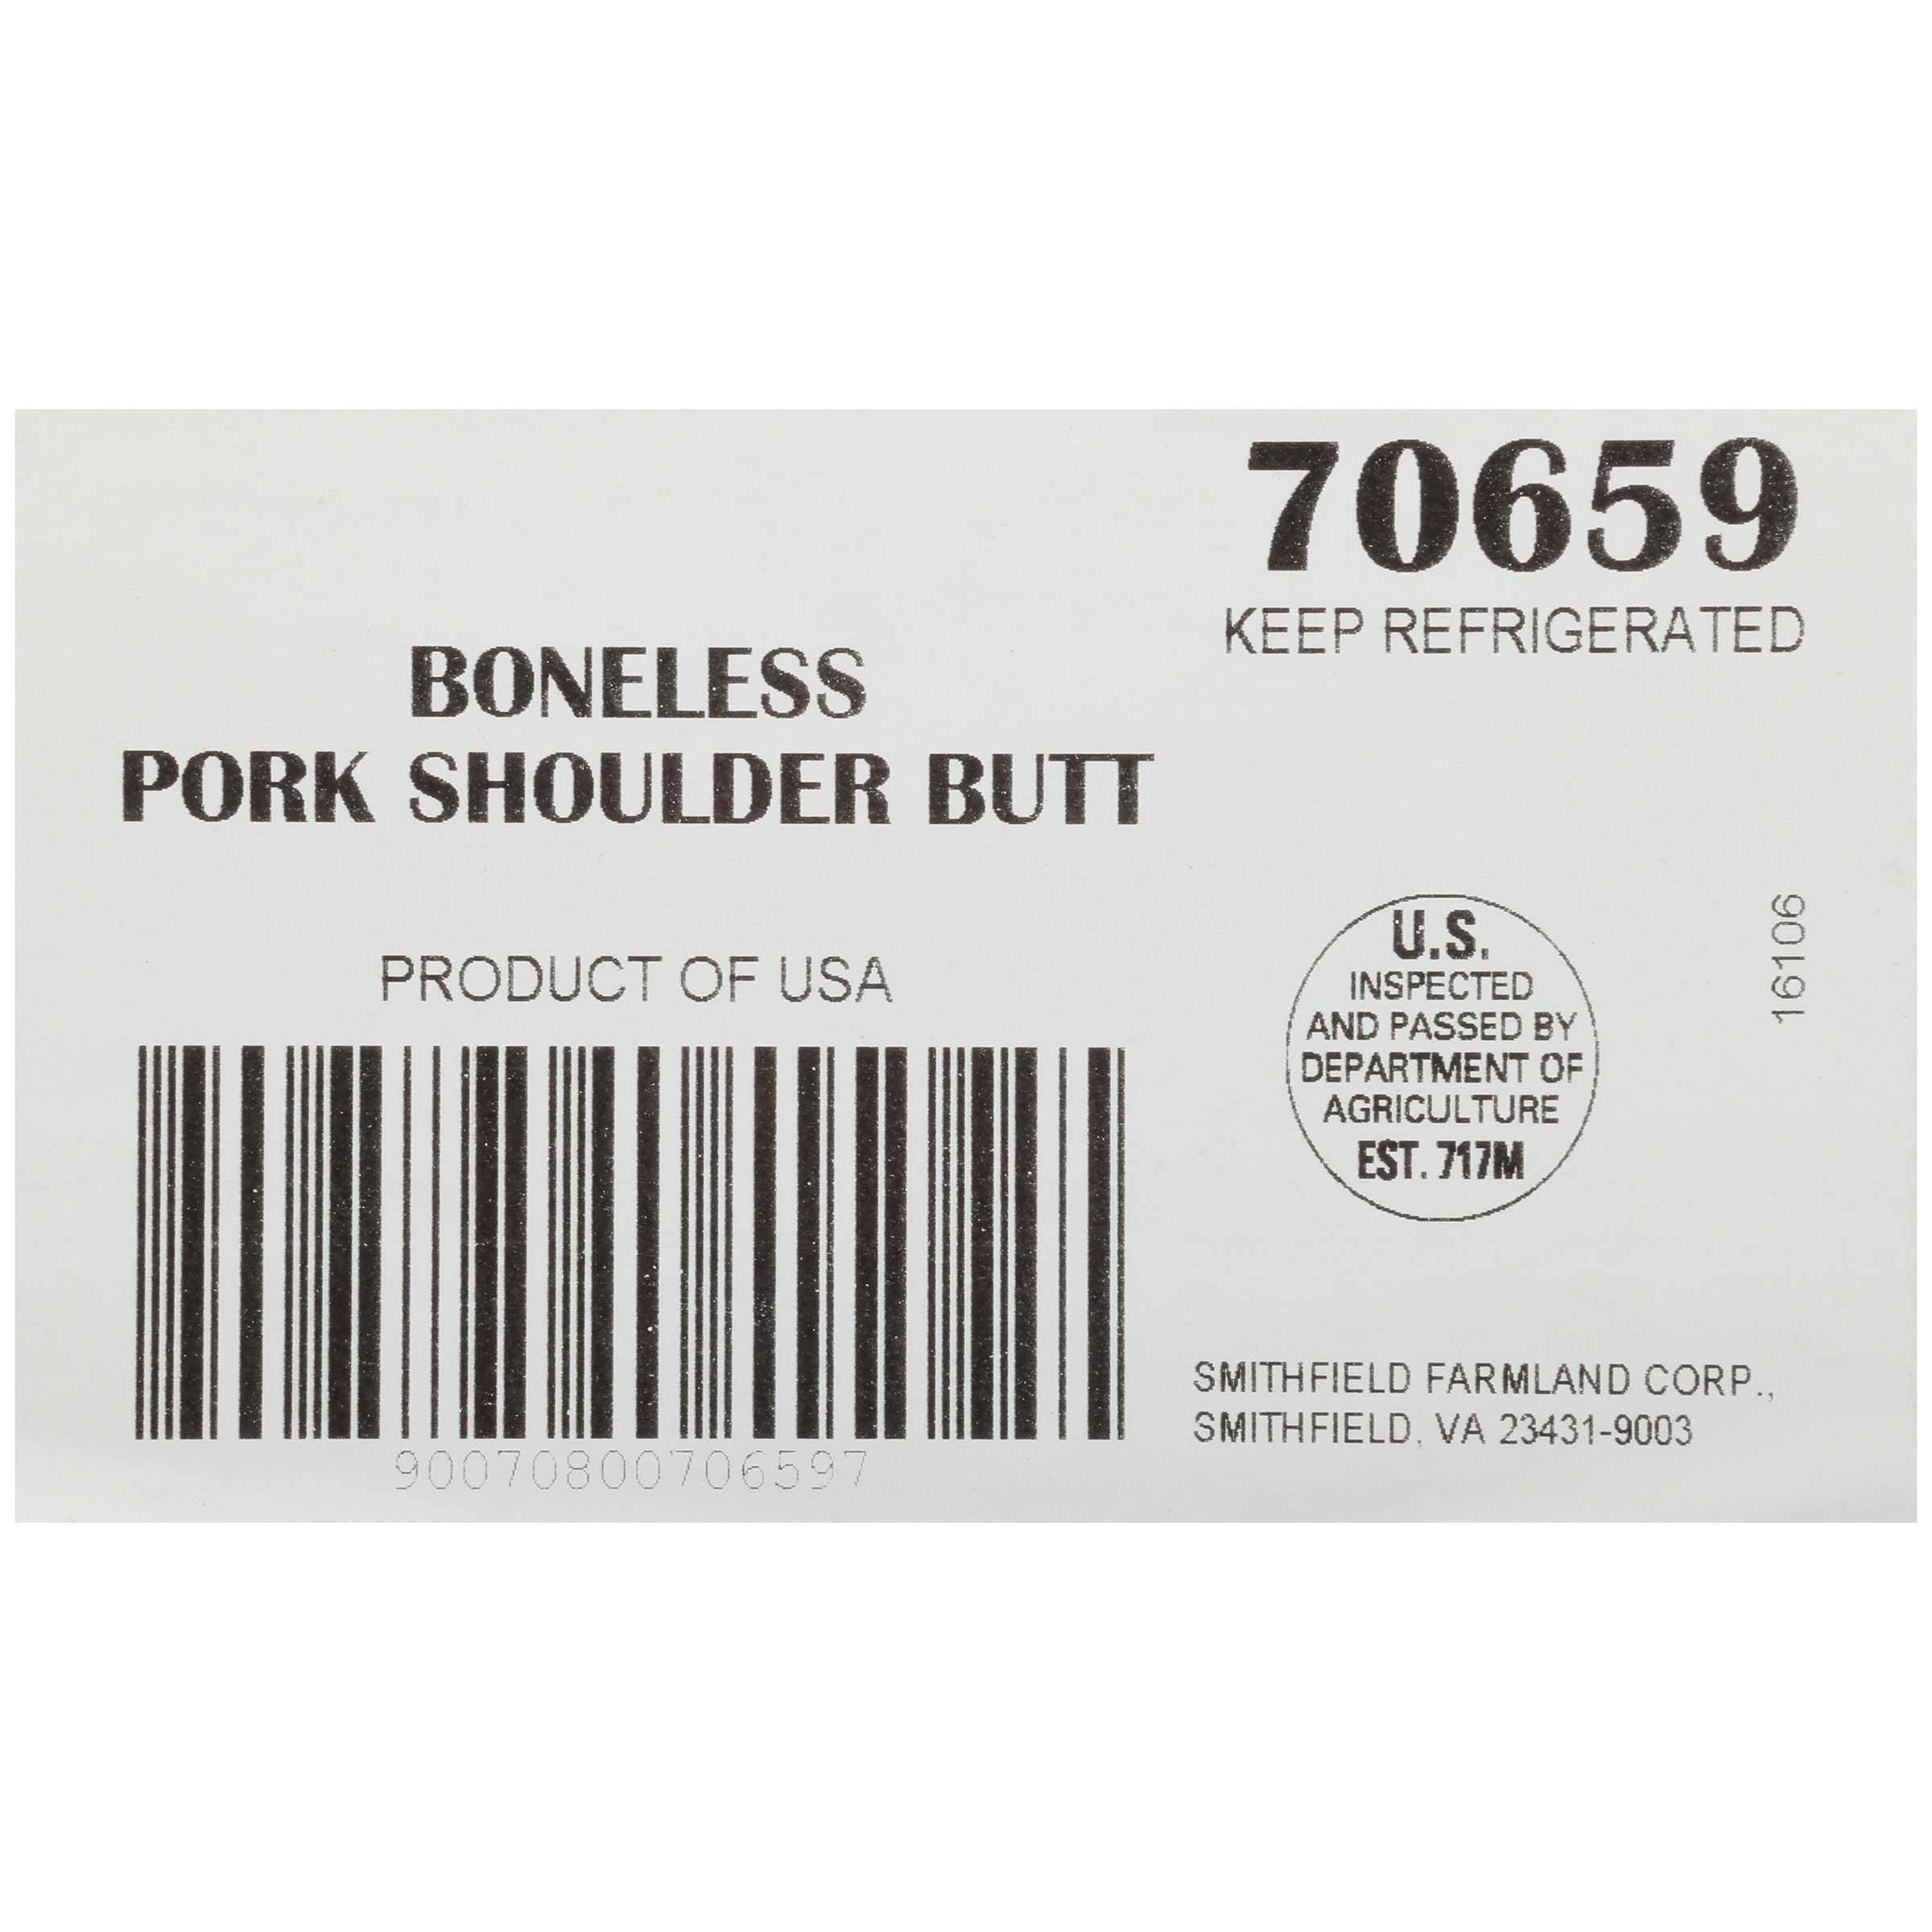 70659
KEEP REFRIGERATED
BONELESS
PORK SHOULDER BUTT
PRODUCT OF USA
U.S.
INSPECTED
AND PASSED BY
DEPARTMENT OF
AGRICULTURE
EST. 717M
16106
90070800706597
SMITHFIELD FARMLAND CORP.,
SMITHFIELD, VA 23431-9003